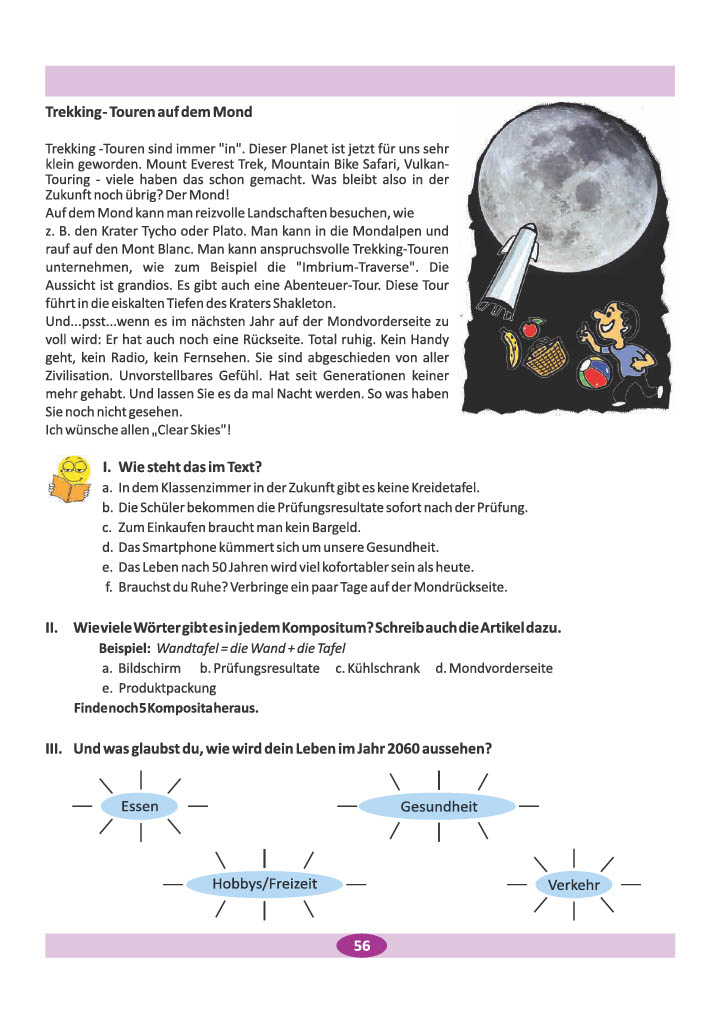 Trekking - Touren auf dem Mond
Trekking -Touren sind immer "in". Dieser Planet ist jetzt für uns sehr
klein geworden. Mount Everest Trek, Mountain Bike Safari, Vulkan-
Touring - viele haben das schon gemacht. Was bleibt also in der
Zukunft noch übrig? Der Mond!
Auf dem Mond kann man reizvolle Landschaften besuchen, wie
z. B. den Krater Tycho oder Plato. Man kann in die Mondalpen und
rauf auf den Mont Blanc. Man kann anspruchsvolle Trekking-Touren
unternehmen, wie zum Beispiel die "Imbrium-Traverse". Die
Aussicht ist grandios. Es gibt auch eine Abenteuer-Tour. Diese Tour
führt in die eiskalten Tiefen des Kraters Shakleton.
Und...psst...wenn es im nächsten Jahr auf der Mondvorderseite zu
voll wird: Er hat auch noch eine Rückseite. Total ruhig. Kein Handy
geht, kein Radio, kein Fernsehen. Sie sind abgeschieden von aller
Zivilisation. Unvorstellbares Gefühl. Hat seit Generationen keiner
mehr gehabt. Und lassen Sie es da mal Nacht werden. So was haben
Sie noch nicht gesehen.
Ich wünsche allen „Clear Skies"!
I. Wie steht das im Text?
a. In dem Klassenzimmer in der Zukunft gibt es keine Kreidetafel.
b. Die Schüler bekommen die Prüfungsresultate sofort nach der Prüfung.
c. Zum Einkaufen braucht man kein Bargeld.
d. Das Smartphone kümmert sich um unsere Gesundheit.
e. Das Leben nach 50 Jahren wird viel kofortabler sein als heute.
f. Brauchst du Ruhe? Verbringe ein paar Tage auf der Mondrückseite.
II. Wie viele Wörter gibt es in jedem Kompositum? Schreib auch die Artikel dazu.
Beispiel: Wandtafel = die Wand + die Tafel
a. Bildschirm b. Prüfungsresultate c. Kühlschrank d. Mondvorderseite
e. Produktpackung
Finde noch 5 Komposita heraus.
III. Und was glaubst du, wie wird dein Leben im Jahr 2060 aussehen?
Essen Gesundheit
Hobbys/Freizeit Verkehr
56